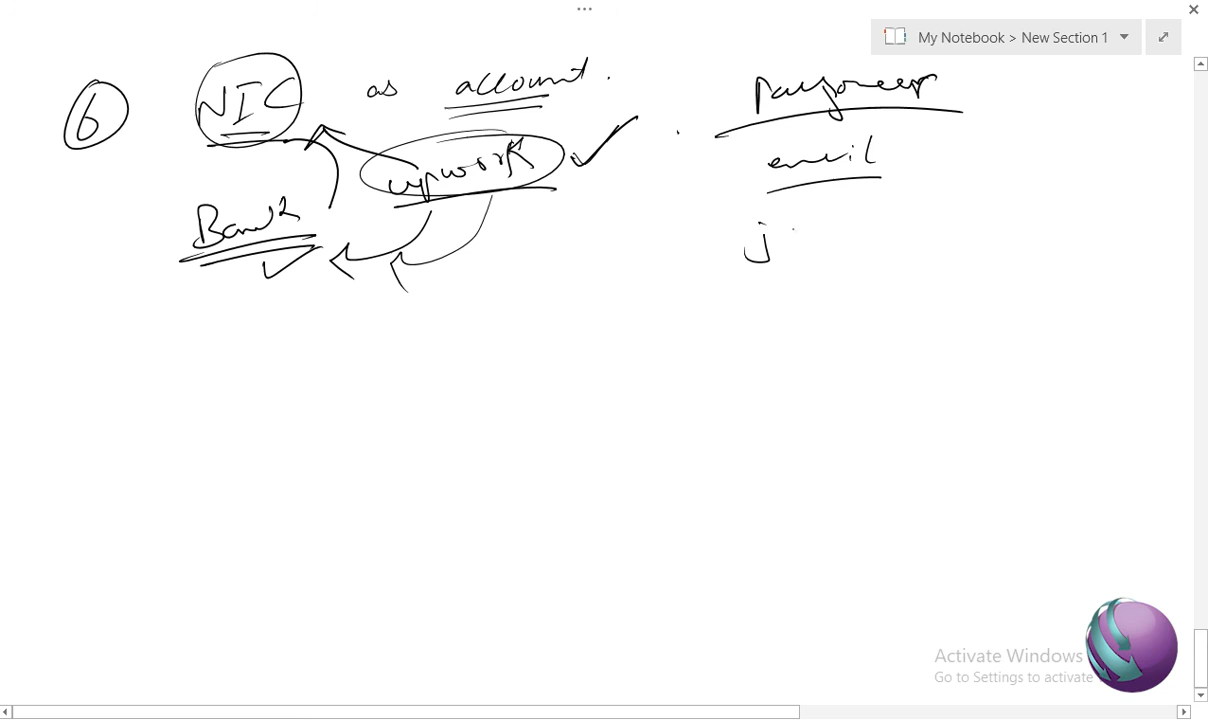 My Notebook > New Section 1
6 NIC as account.
upwork
Bank
Payoneer
email
j
Activate Windows
Go to Settings to activate